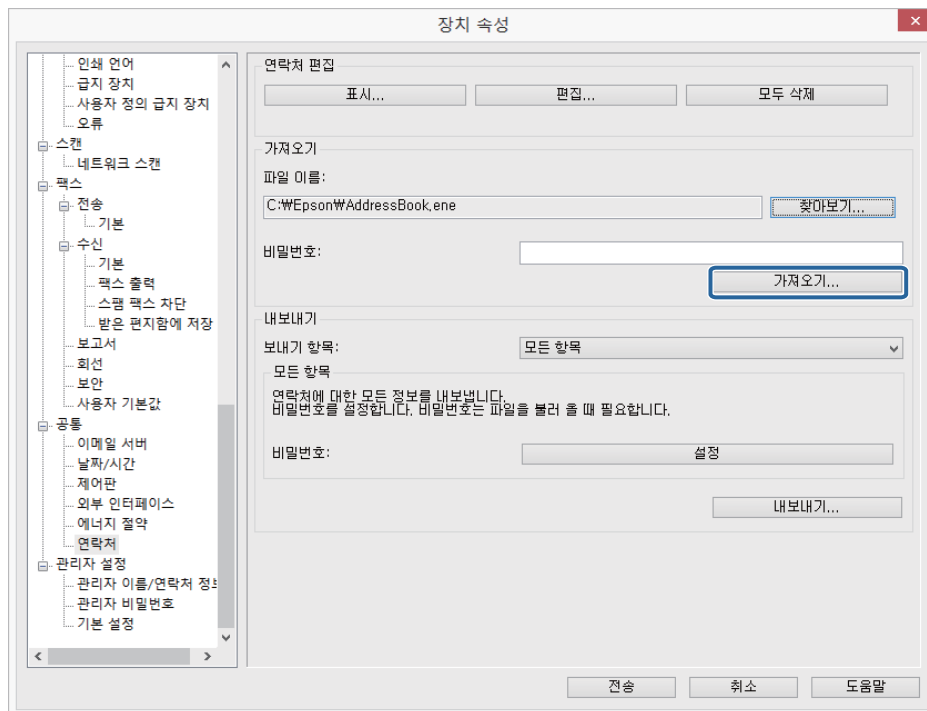 장치 속성
인쇄 언어
급지 장치
사용자 정의 급지 장치
오류
스캔
네트워크 스캔
팩스
전송
기본
수신
기본
팩스 출력
스팸 팩스 차단
받은 편지함에 저장
보고서
회선
보안
사용자 기본값
공통
이메일 서버
날짜/시간
제어판
외부 인터페이스
에너지 절약
연락처
관리자 설정
관리자 이름/연락처 정보
관리자 비밀번호
기본 설정
연락처 편집
표시...
편집...
모두 삭제
가져오기
파일 이름:
C:₩Epson₩AddressBook.ene
찾아보기...
비밀번호:
가져오기...
내보내기
보내기 항목:
모든 항목
모든 항목
연락처에 대한 모든 정보를 내보냅니다.
비밀번호를 설정합니다. 비밀번호는 파일을 불러 올 때 필요합니다.
비밀번호:
설정
내보내기...
전송
취소
도움말